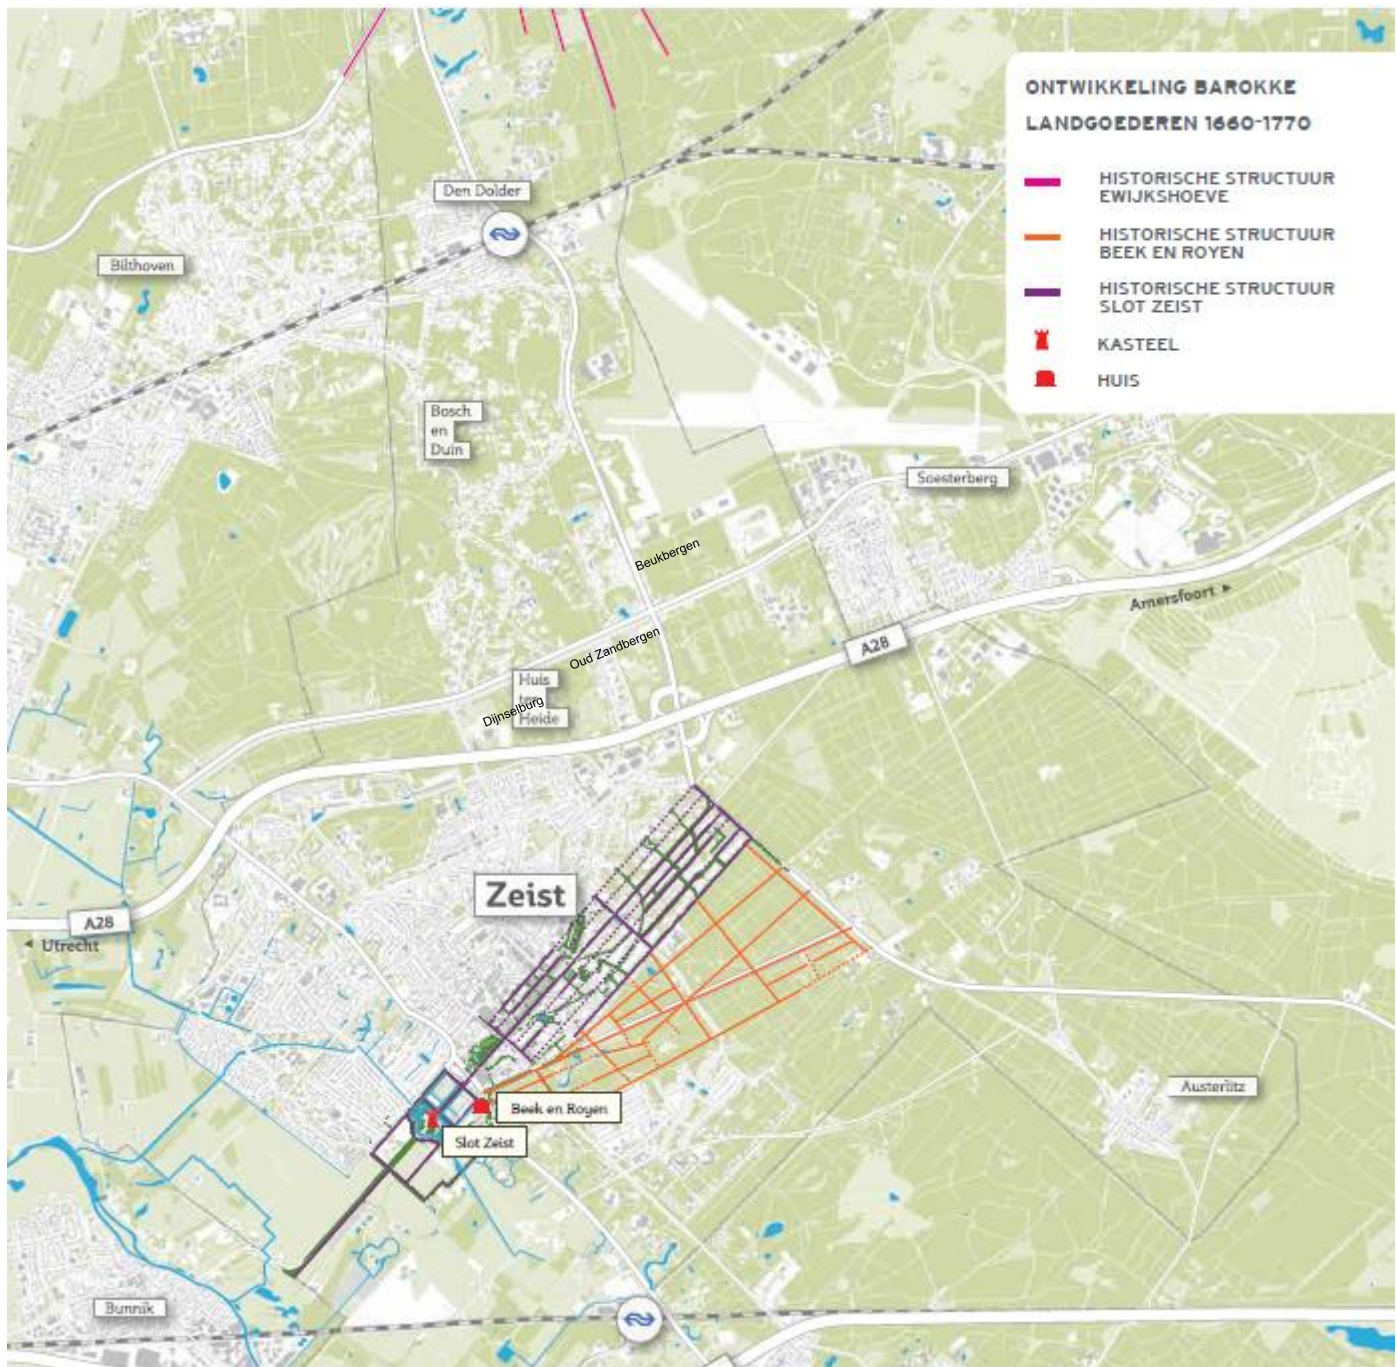 ONTWIKKELING BAROKKE
LANDGOEDEREN 1660-1770
HISTORISCHE STRUCTUUR
EWIJKSHOEVE
HISTORISCHE STRUCTUUR
BEEK EN ROYEN
HISTORISCHE STRUCTUUR
SLOT ZEIST
KASTEEL
HUIS
Den Dolder
Bilthoven
Bosch
en
Duin
Soesterberg
Beukbergen
Amersfoort
A28
Oud Zandbergen
Huis
ter
Heide
Dijnselburg
Zeist
A28
Utrecht
Austerlitz
Beek en Royen
Slot Zeist
Bunnik